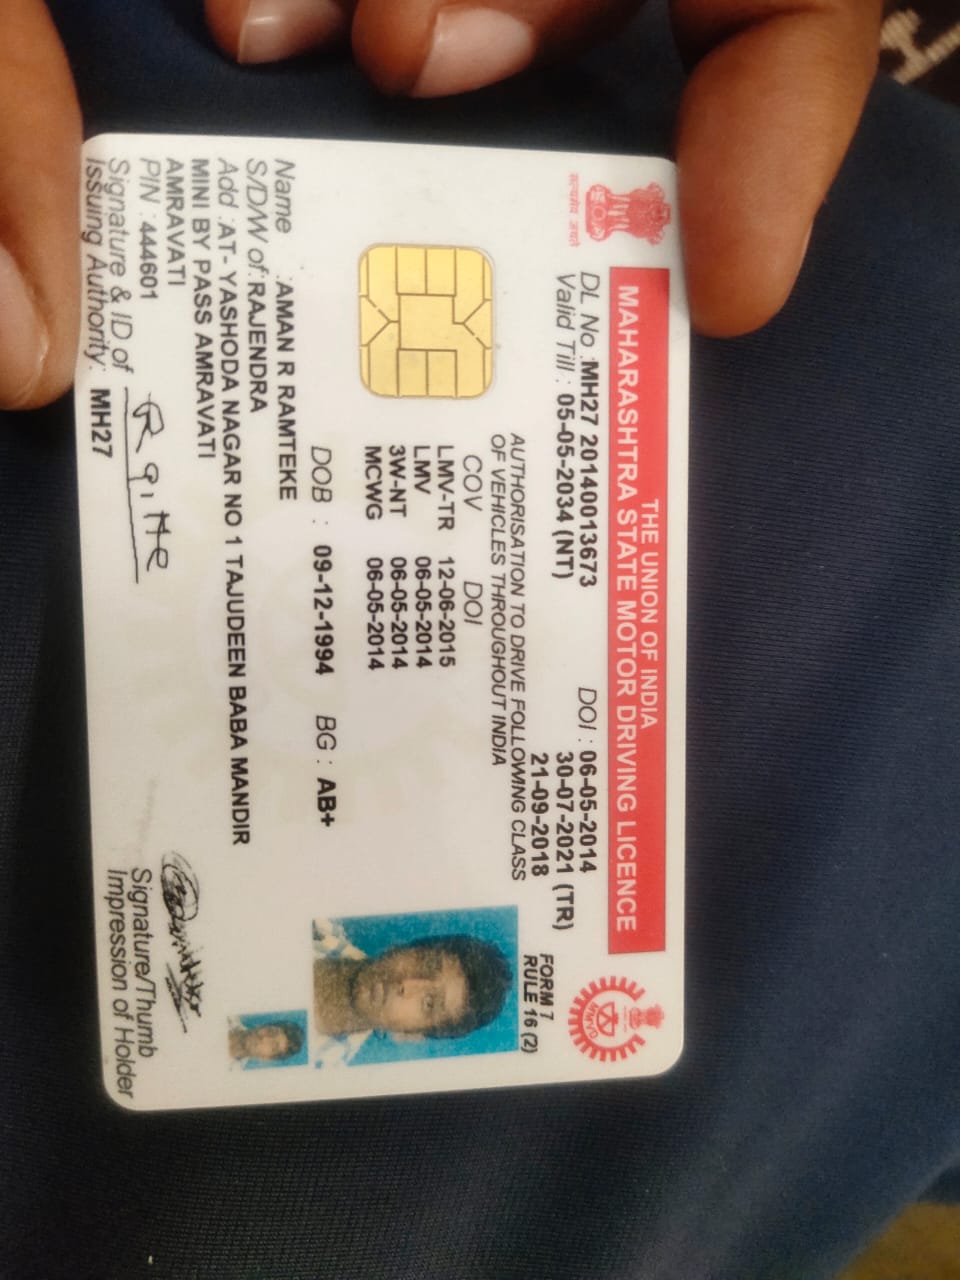 THE UNION OF INDIA
MAHARASHTRA STATE MOTOR DRIVING LICENCE
सत्यमेव जयते
DL No : MH27 20140013673 DOI : 06-05-2014
Valid Till : 05-05-2034 (NT) 30-07-2021 (TR)
21-09-2018
FORM 7
RULE 16 (2)
AUTHORISATION TO DRIVE FOLLOWING CLASS
OF VEHICLES THROUGHOUT INDIA
COV DOI
LMV-TR 12-06-2015
LMV 06-05-2014
3W-NT 06-05-2014
MCWG 06-05-2014
DOB : 09-12-1994 BG : AB+
Name : AMAN R RAMTEKE
S/D/W of : RAJENDRA
Add : AT- YASHODA NAGAR NO 1 TAJUDEEN BABA MANDIR
MINI BY PASS AMRAVATI
AMRAVATI
PIN : 444601
Signature & ID of
Issuing Authority: MH27
Signature/Thumb
Impression of Holder